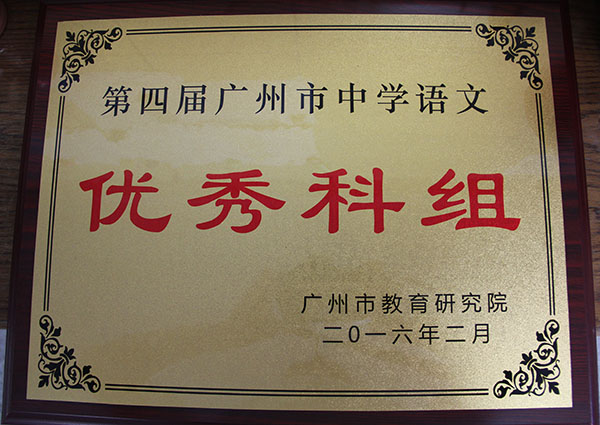 第四届广州市中学语文
优秀科组
广州市教育研究院
二0一六年二月